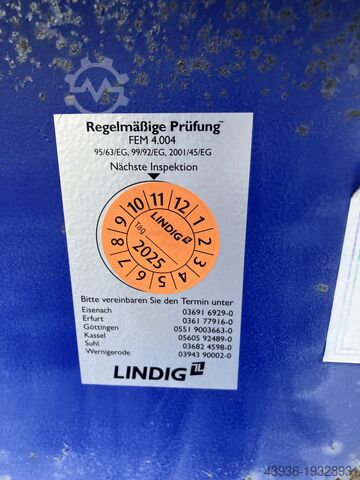 Regelmäßige Prüfung™
FEM 4.004
95/63/EG, 99/92/EG, 2001/45/EG
Nächste Inspektion
1 2 3 4 5 6 7 8 9 10 11 12
LINDIG
Tag
2025
Bitte vereinbaren Sie den Termin unter
Eisenach 03691 6929-0
Erfurt 0361 77916-0
Göttingen 0551 9003663-0
Kassel 05605 92489-0
Suhl 03682 4598-0
Wernigerode 03943 90002-0
LINDIG
43936-19328931